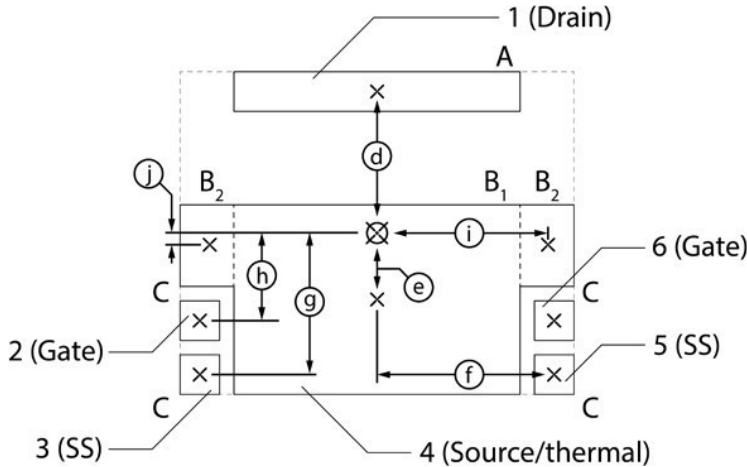 1 (Drain)
A
d
j
B2
B1
B2
i
6 (Gate)
h
e
C
g
C
2 (Gate)
5 (SS)
f
C
C
3 (SS)
4 (Source/thermal)